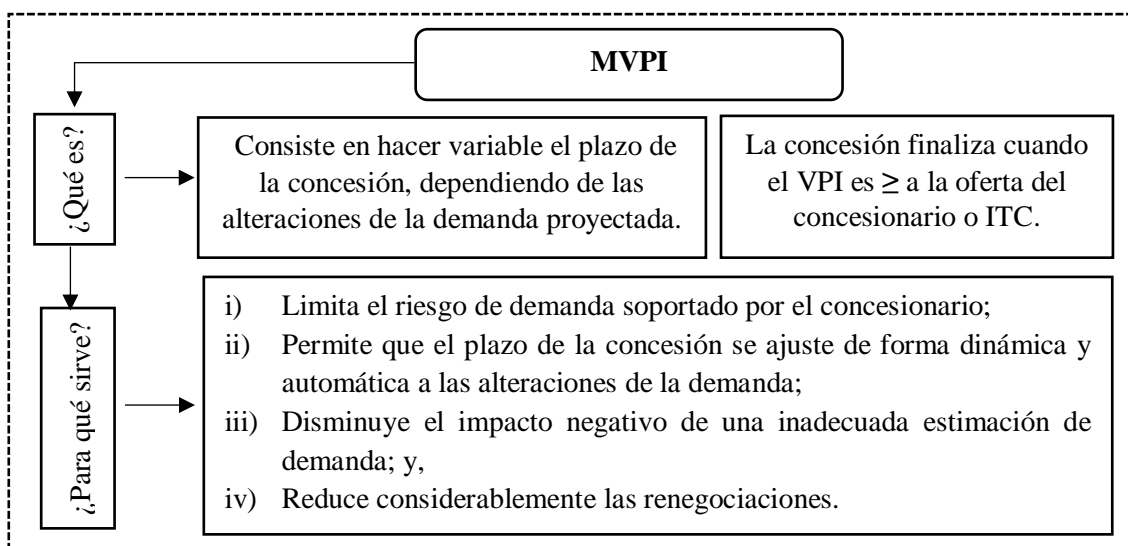 MVPI
¿Qué es?
Consiste en hacer variable el plazo de
la concesión, dependiendo de las
alteraciones de la demanda proyectada.
La concesión finaliza cuando
el VPI es ≥ a la oferta del
concesionario o ITC.
¿Para qué sirve?
i) Limita el riesgo de demanda soportado por el concesionario;
ii) Permite que el plazo de la concesión se ajuste de forma dinámica y
automática a las alteraciones de la demanda;
iii) Disminuye el impacto negativo de una inadecuada estimación de
demanda; y,
iv) Reduce considerablemente las renegociaciones.